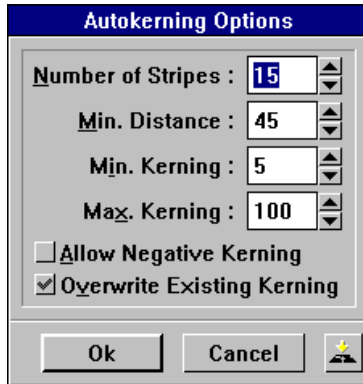 Autokerning Options
Number of Stripes : 15
Min. Distance : 45
Min. Kerning : 5
Max. Kerning : 100
Allow Negative Kerning
Overwrite Existing Kerning
Ok Cancel